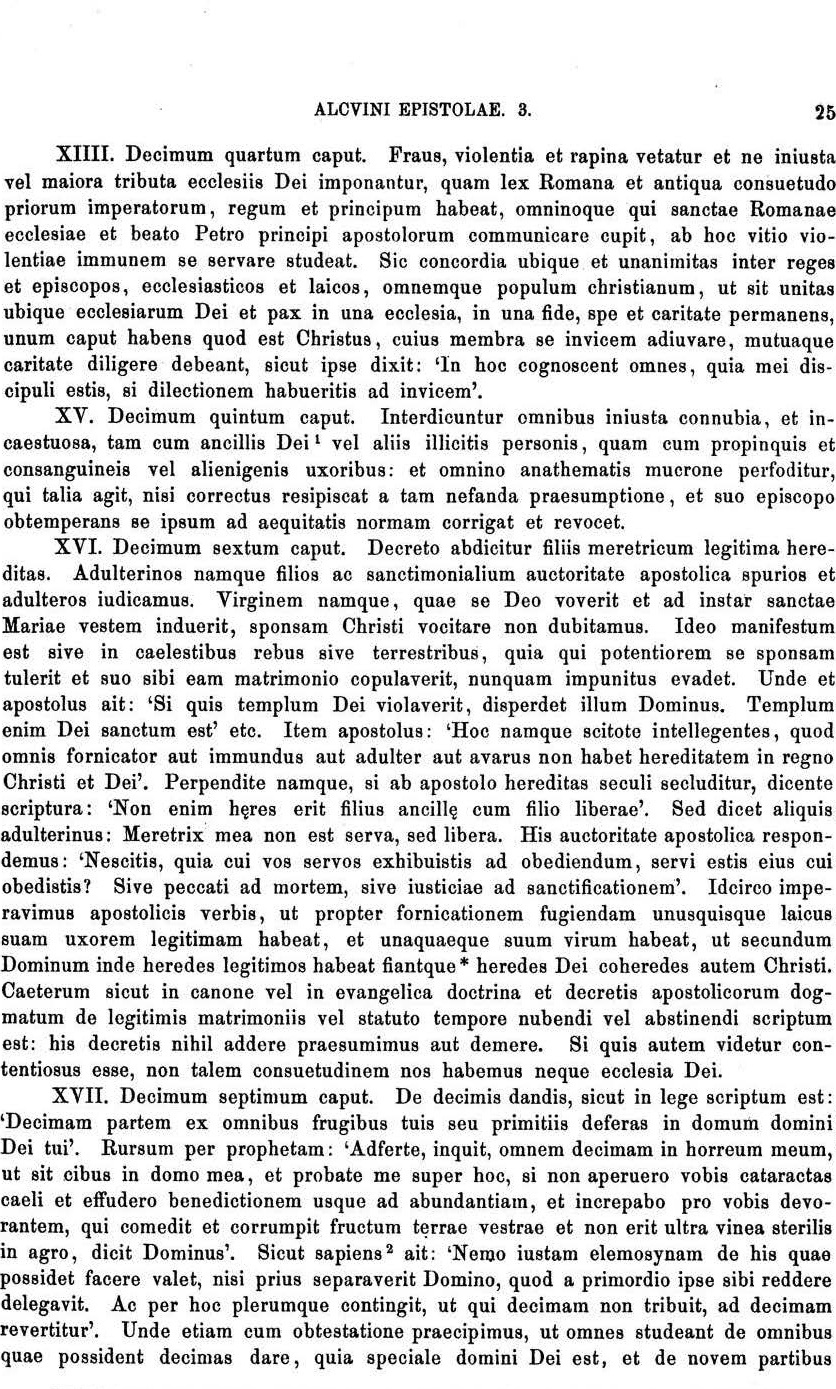 ALCVINI EPISTOLAE. 3. 25
XIIII. Decimum quartum caput. Fraus, violentia et rapina vetatur et ne iniusta
vel maiora tributa ecclesiis Dei imponantur, quam lex Romana et antiqua consuetudo
priorum imperatorum, regum et principum habeat, omninoque qui sanctae Romanae
ecclesiae et beato Petro principi apostolorum communicare cupit, ab hoc vitio vio-
lentiae immunem se servare studeat. Sic concordia ubique et unanimitas inter reges
et episcopos, ecclesiasticos et laicos, omnemque populum christianum, ut sit unitas
ubique ecclesiarum Dei et pax in una ecclesia, in una fide, spe et caritate permanens,
unum caput habens quod est Christus, cuius membra se invicem adiuvare, mutuaque
caritate diligere debeant, sicut ipse dixit: ‘In hoc cognoscent omnes, quia mei dis-
cipuli estis, si dilectionem habueritis ad invicem’.
XV. Decimum quintum caput. Interdicuntur omnibus iniusta connubia, et in-
caestuosa, tam cum ancillis Dei¹ vel aliis illicitis personis, quam cum propinquis et
consanguineis vel alienigenis uxoribus: et omnino anathematis mucrone perfoditur,
qui talia agit, nisi correctus resipiscat a tam nefanda praesumptione, et suo episcopo
obtemperans se ipsum ad aequitatis normam corrigat et revocet.
XVI. Decimum sextum caput. Decreto abdicitur filiis meretricum legitima here-
ditas. Adulterinos namque filios ac sanctimonialium auctoritate apostolica spurios et
adulteros iudicamus. Virginem namque, quae se Deo voverit et ad instar sanctae
Mariae vestem induerit, sponsam Christi vocitare non dubitamus. Ideo manifestum
est sive in caelestibus rebus sive terrestribus, quia qui potentiorem se sponsam
tulerit et suo sibi eam matrimonio copulaverit, nunquam impunitus evadet. Unde et
apostolus ait: ‘Si quis templum Dei violaverit, disperdet illum Dominus. Templum
enim Dei sanctum est’ etc. Item apostolus: ‘Hoc namque scitote intellegentes, quod
omnis fornicator aut immundus aut adulter aut avarus non habet hereditatem in regno
Christi et Dei’. Perpendite namque, si ab apostolo hereditas seculi secluditur, dicente
scriptura: ‘Non enim hęres erit filius ancillę cum filio liberae’. Sed dicet aliquis
adulterinus: Meretrix mea non est serva, sed libera. His auctoritate apostolica respon-
demus: ‘Nescitis, quia cui vos servos exhibuistis ad obediendum, servi estis eius cui
obedistis? Sive peccati ad mortem, sive iusticiae ad sanctificationem’. Idcirco impe-
ravimus apostolicis verbis, ut propter fornicationem fugiendam unusquisque laicus
suam uxorem legitimam habeat, et unaquaeque suum virum habeat, ut secundum
Dominum inde heredes legitimos habeat fiantque* heredes Dei coheredes autem Christi.
Caeterum sicut in canone vel in evangelica doctrina et decretis apostolicorum dog-
matum de legitimis matrimoniis vel statuto tempore nubendi vel abstinendi scriptum
est: his decretis nihil addere praesumimus aut demere. Si quis autem videtur con-
tentiosus esse, non talem consuetudinem nos habemus neque ecclesia Dei.
XVII. Decimum septimum caput. De decimis dandis, sicut in lege scriptum est:
‘Decimam partem ex omnibus frugibus tuis seu primitiis deferas in domum domini
Dei tui’. Rursum per prophetam: ‘Adferte, inquit, omnem decimam in horreum meum,
ut sit cibus in domo mea, et probate me super hoc, si non aperuero vobis cataractas
caeli et effudero benedictionem usque ad abundantiam, et increpabo pro vobis devo-
rantem, qui comedit et corrumpit fructum terrae vestrae et non erit ultra vinea sterilis
in agro, dicit Dominus’. Sicut sapiens² ait: ‘Nemo iustam elemosynam de his quae
possidet facere valet, nisi prius separaverit Domino, quod a primordio ipse sibi reddere
delegavit. Ac per hoc plerumque contingit, ut qui decimam non tribuit, ad decimam
revertitur’. Unde etiam cum obtestatione praecipimus, ut omnes studeant de omnibus
quae possident decimas dare, quia speciale domini Dei est, et de novem partibus